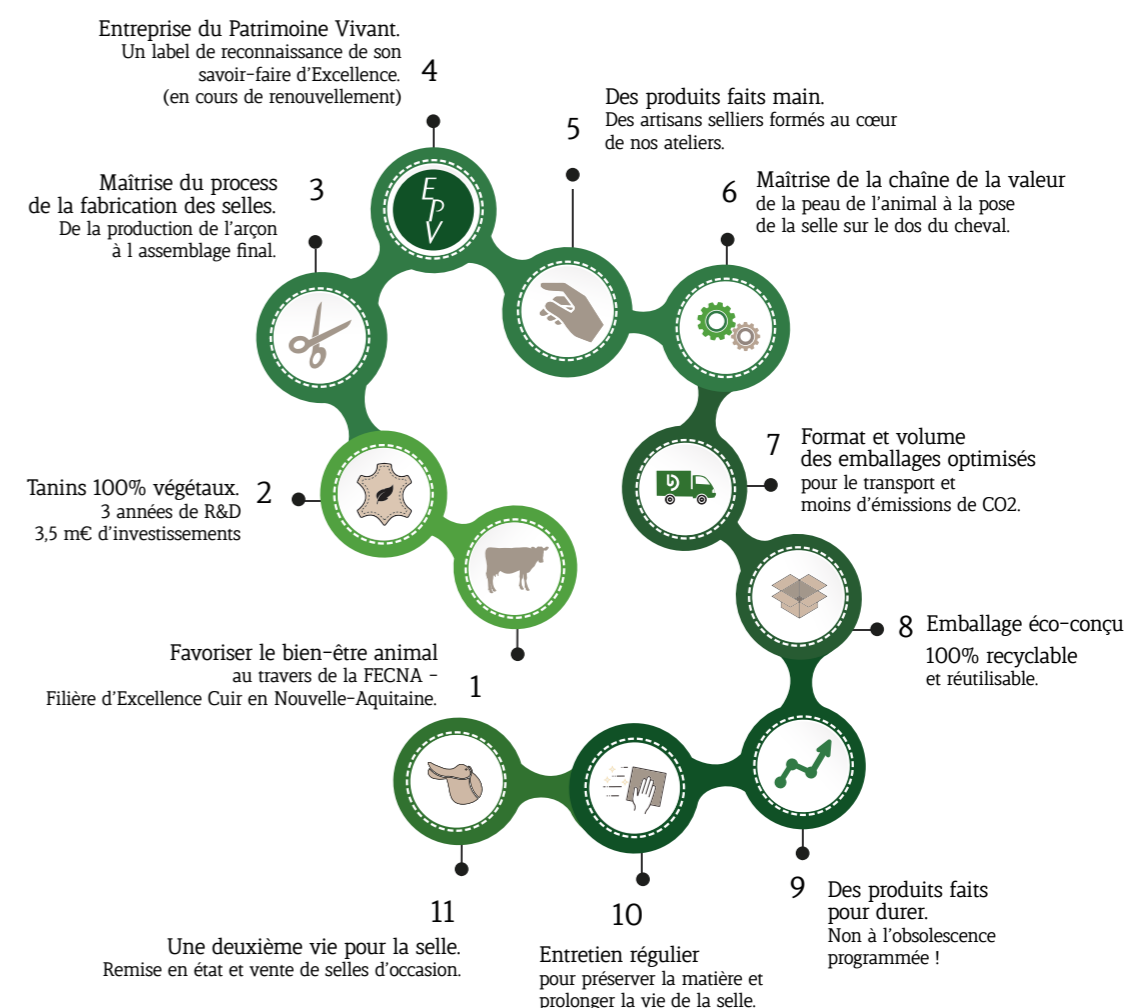 Entreprise du Patrimoine Vivant.
Un label de reconnaissance de son
savoir-faire d'Excellence.
(en cours de renouvellement)
4
EPV
Des produits faits main.
Des artisans selliers formés au cœur
de nos ateliers.
5
Maîtrise du process
de la fabrication des selles.
De la production de l'arçon
à l assemblage final.
3
6
Maîtrise de la chaîne de la valeur
de la peau de l'animal à la pose
de la selle sur le dos du cheval.
7
Format et volume
des emballages optimisés
pour le transport et
moins d'émissions de CO2.
Tanins 100% végétaux.
3 années de R&D
3,5 m€ d'investissements
2
8
Emballage éco-conçu
100% recyclable
et réutilisable.
Favoriser le bien-être animal
au travers de la FECNA -
Filière d'Excellence Cuir en Nouvelle-Aquitaine.
1
9
Des produits faits
pour durer.
Non à l'obsolescence
programmée !
11
Une deuxième vie pour la selle.
Remise en état et vente de selles d'occasion.
10
Entretien régulier
pour préserver la matière et
prolonger la vie de la selle.